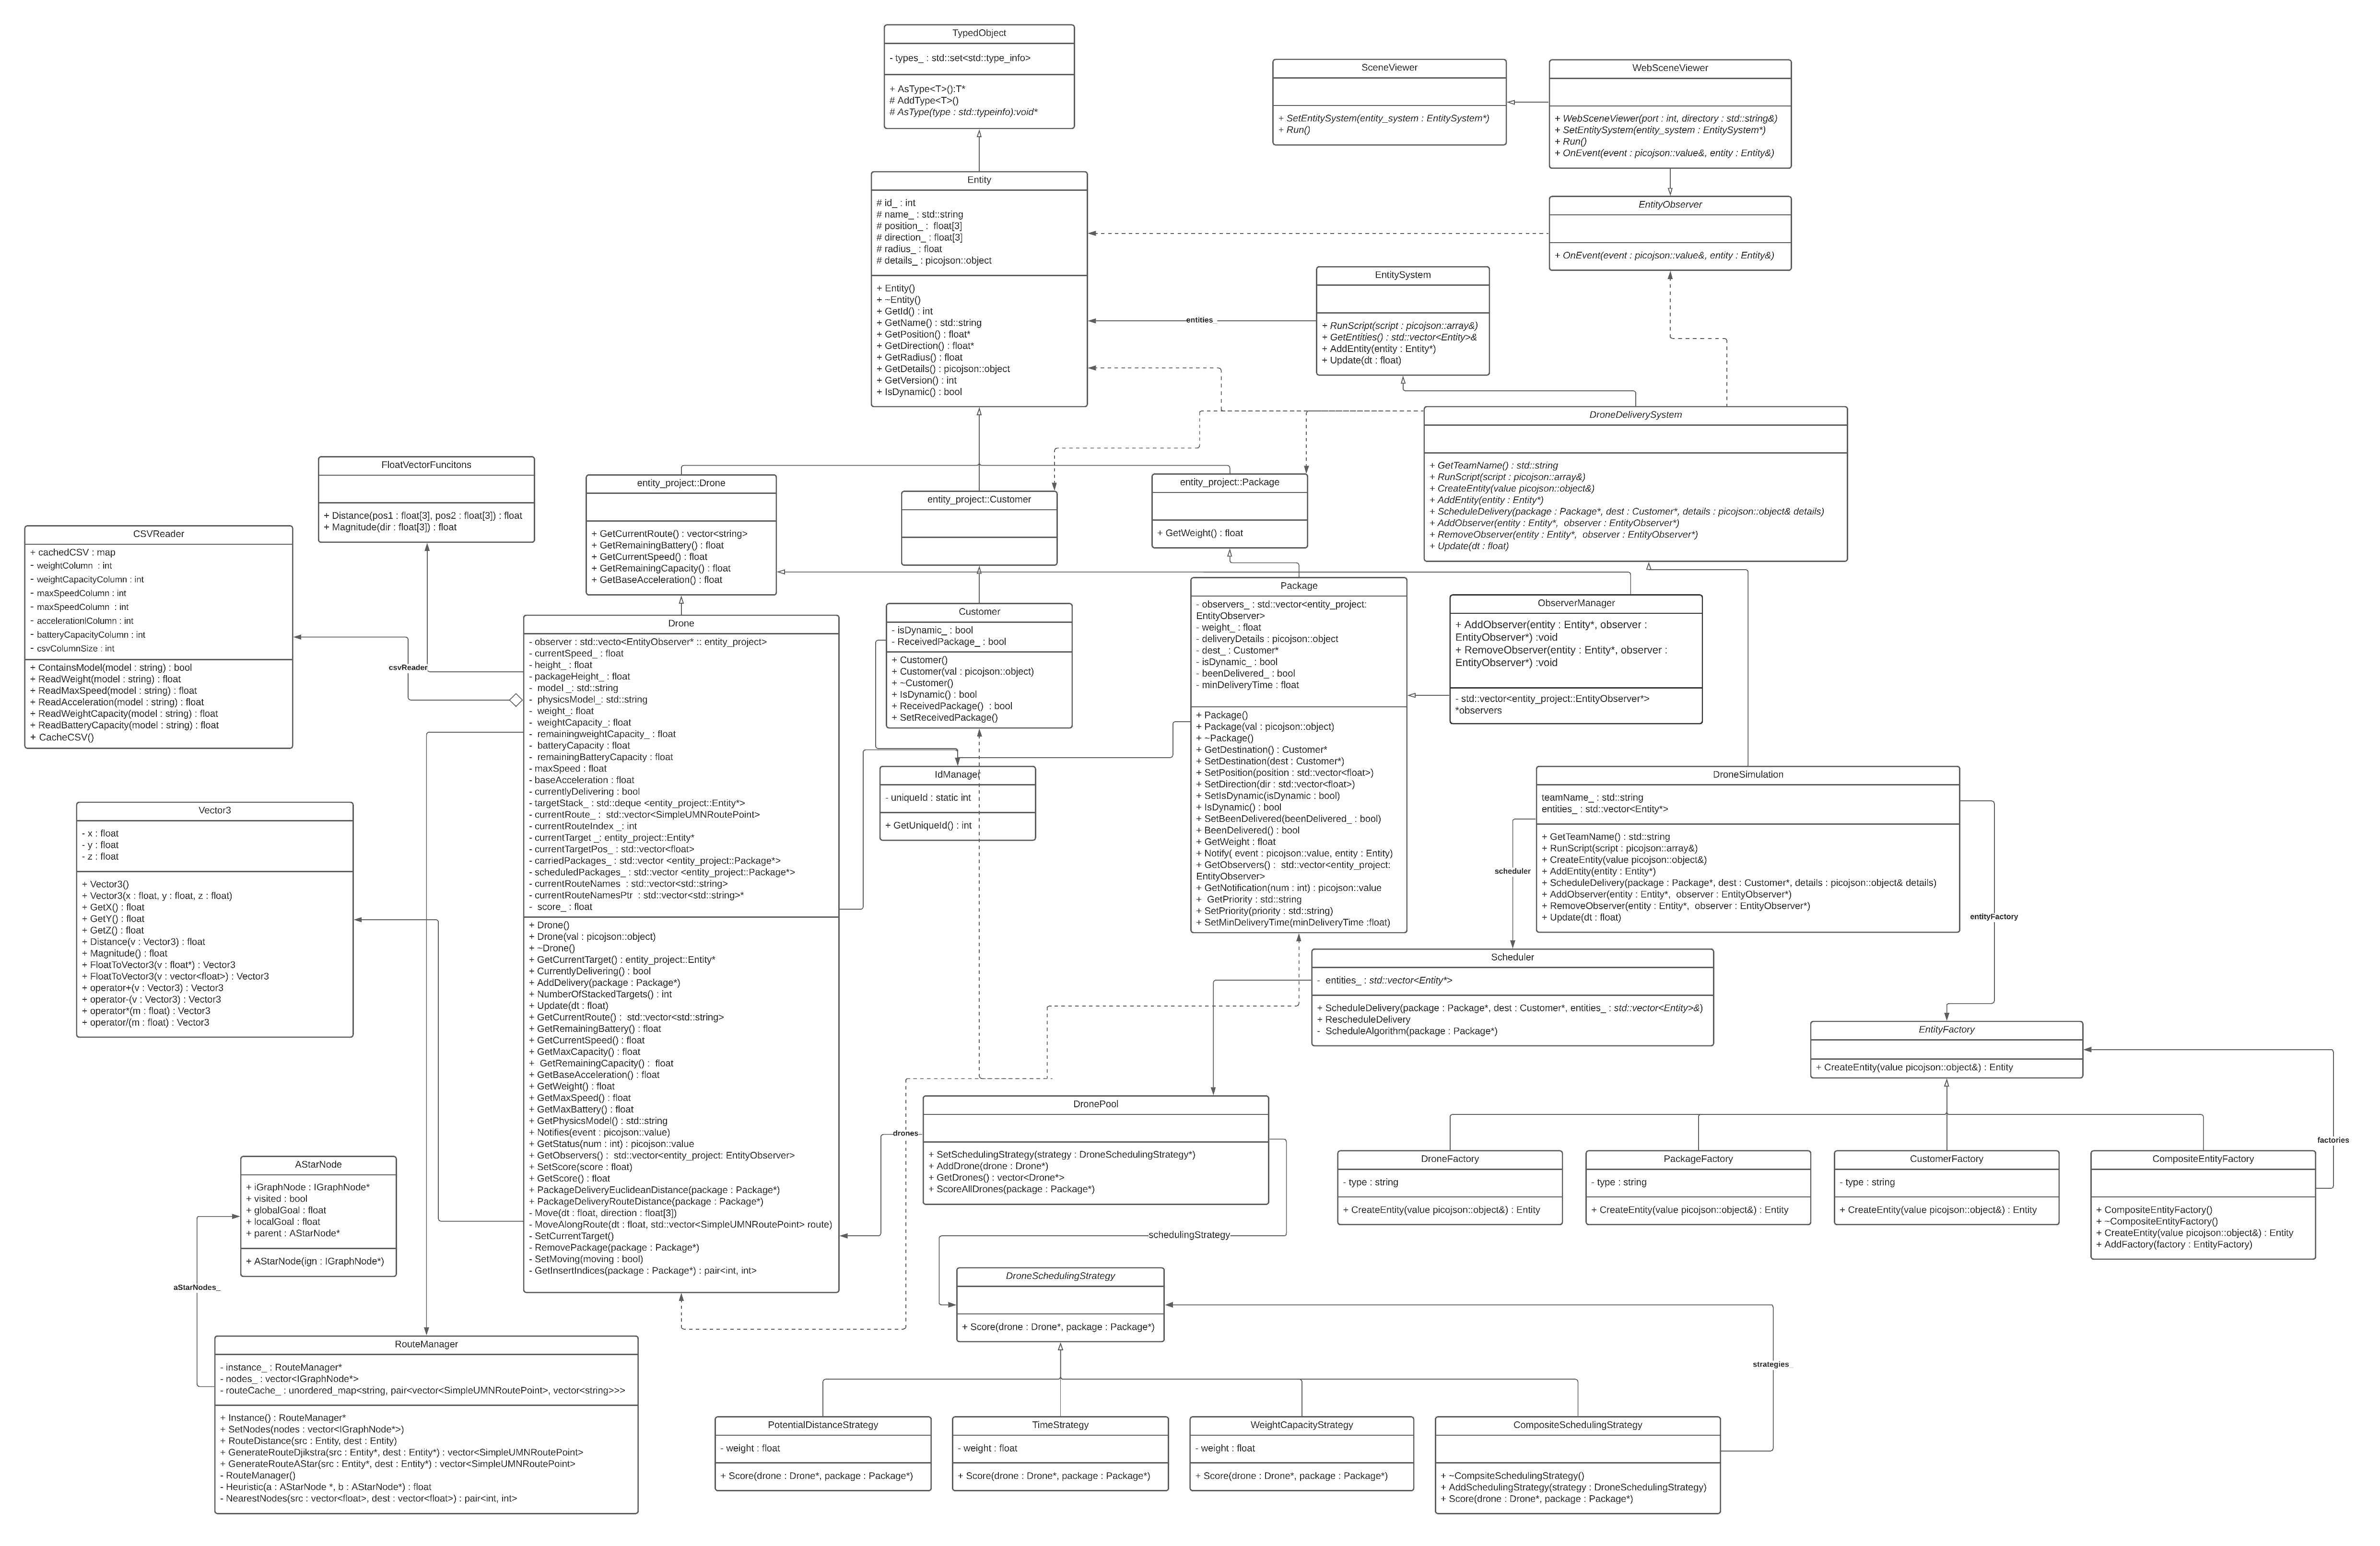 TypedObject
- types_ : std::set<std::type_info>
+ AsType<T>():T*
# AddType<T>()
# AsType(type : std::typeinfo):void*
SceneViewer
+ SetEntitySystem(entity_system : EntitySystem*)
+ Run()
WebSceneViewer
+ WebSceneViewer(port : int, directory : std::string&)
+ SetEntitySystem(entity_system : EntitySystem*)
+ Run()
+ OnEvent(event : picojson::value&, entity : Entity&)
Entity
# id_ : int
# name_ : std::string
# position_ :  float[3]
# direction_ : float[3]
# radius_ : float
# details_ : picojson::object
+ Entity()
+ ~Entity()
+ GetId() : int
+ GetName() : std::string
+ GetPosition() : float*
+ GetDirection() : float*
+ GetRadius() : float
+ GetDetails() : picojson::object
+ GetVersion() : int
+ IsDynamic() : bool
EntityObserver
+ OnEvent(event : picojson::value&, entity : Entity&)
EntitySystem
+ RunScript(script : picojson::array&)
+ GetEntities() : std::vector<Entity>&
+ AddEntity(entity : Entity*)
+ Update(dt : float)
entities_
DroneDeliverySystem
+ GetTeamName() : std::string
+ RunScript(script : picojson::array&)
+ CreateEntity(value picojson::object&)
+ AddEntity(entity : Entity*)
+ ScheduleDelivery(package : Package*, dest : Customer*, details : picojson::object& details)
+ AddObserver(entity : Entity*,  observer : EntityObserver*)
+ RemoveObserver(entity : Entity*,  observer : EntityObserver*)
+ Update(dt : float)
FloatVectorFuncitons
+ Distance(pos1 : float[3], pos2 : float[3]) : float
+ Magnitude(dir : float[3]) : float
entity_project::Drone
+ GetCurrentRoute() : vector<string>
+ GetRemainingBattery() : float
+ GetCurrentSpeed() : float
+ GetRemainingCapacity() : float
+ GetBaseAcceleration() : float
entity_project::Customer
entity_project::Package
+ GetWeight() : float
CSVReader
+ cachedCSV : map
- weightColumn  : int
- weightCapacityColumn : int
- maxSpeedColumn : int
- maxSpeedColumn  : int
- accelerationlColumn : int
- batteryCapacityColumn : int
- csvColumnSize : int
+ ContainsModel(model : string) : bool
+ ReadWeight(model : string) : float
+ ReadMaxSpeed(model : string) : float
+ ReadAcceleration(model : string) : float
+ ReadWeightCapacity(model : string) : float
+ ReadBatteryCapacity(model : string) : float
+ CacheCSV()
csvReader
Drone
- observer : std::vecto<EntityObserver* :: entity_project>
- currentSpeed_ : float
- height_ : float
- packageHeight_ : float
-  model _: std::string
-  physicsModel_: std::string
-  weight_: float
-  weightCapacity_: float
-  remainingweightCapacity_ : float
-  batteryCapacity : float
-  remainingBatteryCapacity : float
- maxSpeed : float
- baseAcceleration : float
- currentlyDelivering : bool
- targetStack_ : std::deque <entity_project::Entity*>
- currentRoute_ :  std::vector<SimpleUMNRoutePoint>
- currentRouteIndex _: int
- currentTarget _: entity_project::Entity*
- currentTargetPos_ : std::vector<float>
- carriedPackages_ : std::vector <entity_project::Package*>
- scheduledPackages_ : std::vector <entity_project::Package*>
- currentRouteNames  : std::vector<std::string>
- currentRouteNamesPtr  : std::vector<std::string>*
-  score_ : float
+ Drone()
+ Drone(val : picojson::object)
+ ~Drone()
+ GetCurrentTarget() : entity_project::Entity*
+ CurrentlyDelivering() : bool
+ AddDelivery(package : Package*)
+ NumberOfStackedTargets() : int
+ Update(dt : float)
+ GetCurrentRoute() :  std::vector<std::string>
+ GetRemainingBattery() : float
+ GetCurrentSpeed() : float
+ GetMaxCapacity() : float
+  GetRemainingCapacity() :  float
+ GetBaseAcceleration() : float
+ GetWeight() : float
+ GetMaxSpeed() : float
+ GetMaxBattery() : float
+ GetPhysicsModel() : std::string
+ Notifies(event : picojson::value)
+ GetStatus(num : int) : picojson::value
+ GetObservers() :  std::vector<entity_project: EntityObserver>
+ SetScore(score : float)
+ GetScore() : float
+ PackageDeliveryEuclideanDistance(package : Package*)
+ PackageDeliveryRouteDistance(package : Package*)
- Move(dt : float, direction : float[3])
- MoveAlongRoute(dt : float, std::vector<SimpleUMNRoutePoint> route)
- SetCurrentTarget()
- RemovePackage(package : Package*)
- SetMoving(moving : bool)
- GetInsertIndices(package : Package*) : pair<int, int>
Customer
- isDynamic_ : bool
- ReceivedPackage_ : bool
+ Customer()
+ Customer(val : picojson::object)
+ ~Customer()
+ IsDynamic() : bool
+ ReceivedPackage()  : bool
+ SetReceivedPackage()
Package
- observers_ : std::vector<entity_project:
EntityObserver>
- weight_ : float
- deliveryDetails : picojson::object
- dest_ : Customer*
- isDynamic_ : bool
- beenDelivered_ : bool
- minDeliveryTime : float
+ Package()
+ Package(val : picojson::object)
+ ~Package()
+ GetDestination() : Customer*
+ SetDestination(dest : Customer*)
+ SetPosition(position : std::vector<float>)
+ SetDirection(dir : std::vector<float>)
+ SetIsDynamic(isDynamic : bool)
+ IsDynamic() : bool
+ SetBeenDelivered(beenDelivered_ : bool)
+ BeenDelivered() : bool
+ GetWeight : float
+ Notify( event : picojson::value, entity : Entity)
+ GetObservers() :  std::vector<entity_project:
EntityObserver>
+ GetNotification(num : int) : picojson::value
+  GetPriority : std::string
+ SetPriority(priority : std::string)
+ SetMinDeliveryTime(minDeliveryTime :float)
ObserverManager
+ AddObserver(entity : Entity*, observer :
EntityObserver*) :void
+ RemoveObserver(entity : Entity*, observer :
EntityObserver*) :void
- std::vector<entity_project::EntityObserver*>
*observers
IdManager
- uniqueId : static int
+ GetUniqueId() : int
DroneSimulation
teamName_ : std::string
entities_ : std::vector<Entity*>
+ GetTeamName() : std::string
+ RunScript(script : picojson::array&)
+ CreateEntity(value picojson::object&)
+ AddEntity(entity : Entity*)
+ ScheduleDelivery(package : Package*, dest : Customer*, details : picojson::object& details)
+ AddObserver(entity : Entity*,  observer : EntityObserver*)
+ RemoveObserver(entity : Entity*,  observer : EntityObserver*)
+ Update(dt : float)
scheduler
entityFactory
Vector3
- x : float
- y : float
- z : float
+ Vector3()
+ Vector3(x : float, y : float, z : float)
+ GetX() : float
+ GetY() : float
+ GetZ() : float
+ Distance(v : Vector3) : float
+ Magnitude() : float
+ FloatToVector3(v : float*) : Vector3
+ FloatToVector3(v : vector<float>) : Vector3
+ operator+(v : Vector3) : Vector3
+ operator-(v : Vector3) : Vector3
+ operator*(m : float) : Vector3
+ operator/(m : float) : Vector3
Scheduler
-  entities_ : std::vector<Entity*>
+ ScheduleDelivery(package : Package*, dest : Customer*, entities_ : std::vector<Entity>&)
+ RescheduleDelivery
-  ScheduleAlgorithm(package : Package*)
EntityFactory
+ CreateEntity(value picojson::object&) : Entity
DronePool
+ SetSchedulingStrategy(strategy : DroneSchedulingStrategy*)
+ AddDrone(drone : Drone*)
+ GetDrones() : vector<Drone*>
+ ScoreAllDrones(package : Package*)
drones
schedulingStrategy
DroneFactory
- type : string
+ CreateEntity(value picojson::object&) : Entity
PackageFactory
- type : string
+ CreateEntity(value picojson::object&) : Entity
CustomerFactory
- type : string
+ CreateEntity(value picojson::object&) : Entity
CompositeEntityFactory
+ CompositeEntityFactory()
+ ~CompositeEntityFactory()
+ CreateEntity(value picojson::object&) : Entity
+ AddFactory(factory : EntityFactory)
factories
AStarNode
+ iGraphNode : IGraphNode*
+ visited : bool
+ globalGoal : float
+ localGoal : float
+ parent : AStarNode*
+ AStarNode(ign : IGraphNode*)
aStarNodes_
DroneSchedulingStrategy
+ Score(drone : Drone*, package : Package*)
strategies_
RouteManager
- instance_ : RouteManager*
- nodes_ : vector<IGraphNode*>
- routeCache_ : unordered_map<string, pair<vector<SimpleUMNRoutePoint>, vector<string>>>
+ Instance() : RouteManager*
+ SetNodes(nodes : vector<IGraphNode*>)
+ RouteDistance(src : Entity, dest : Entity)
+ GenerateRouteDjikstra(src : Entity*, dest : Entity*) : vector<SimpleUMNRoutePoint>
+ GenerateRouteAStar(src : Entity*, dest : Entity*) : vector<SimpleUMNRoutePoint>
- RouteManager()
- Heuristic(a : AStarNode *, b : AStarNode*) : float
- NearestNodes(src : vector<float>, dest : vector<float>) : pair<int, int>
PotentialDistanceStrategy
- weight : float
+ Score(drone : Drone*, package : Package*)
TimeStrategy
- weight : float
+ Score(drone : Drone*, package : Package*)
WeightCapacityStrategy
- weight : float
+ Score(drone : Drone*, package : Package*)
CompositeSchedulingStrategy
+ ~CompsiteSchedulingStrategy()
+ AddSchedulingStrategy(strategy : DroneSchedulingStrategy)
+ Score(drone : Drone*, package : Package*)